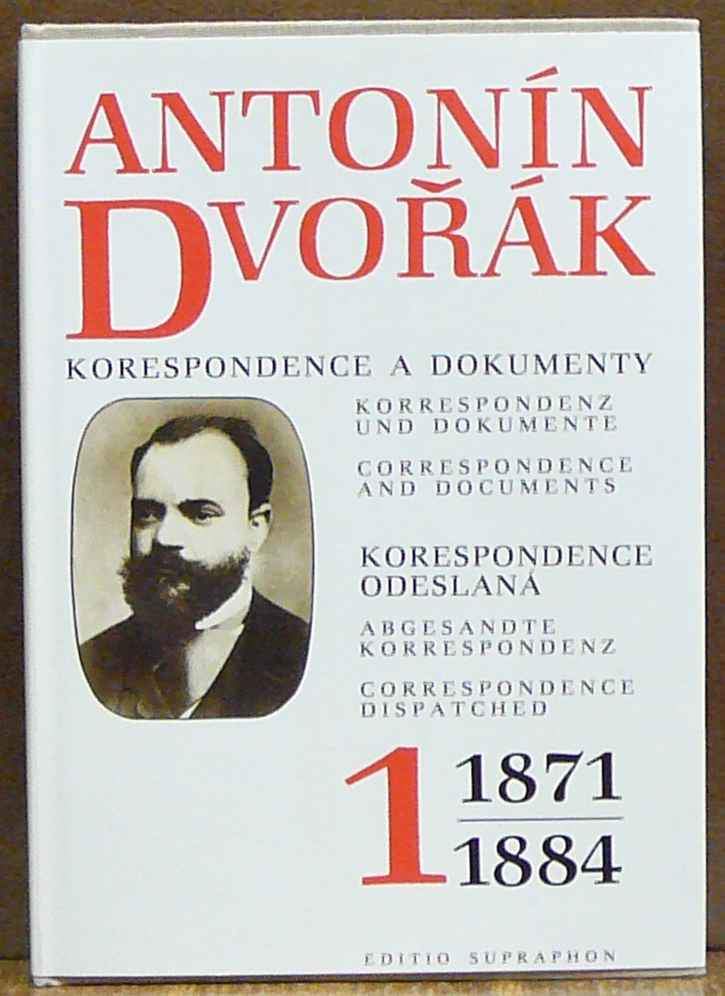 ANTONÍN
DVOŘÁK
KORESPONDENCE A DOKUMENTY
KORRESPONDENZ
UND DOKUMENTE
CORRESPONDENCE
AND DOCUMENTS
KORESPONDENCE
ODESLANÁ
ABGESANDTE
KORRESPONDENZ
CORRESPONDENCE
DISPATCHED
1
1871
1884
EDITIO SUPRAPHON